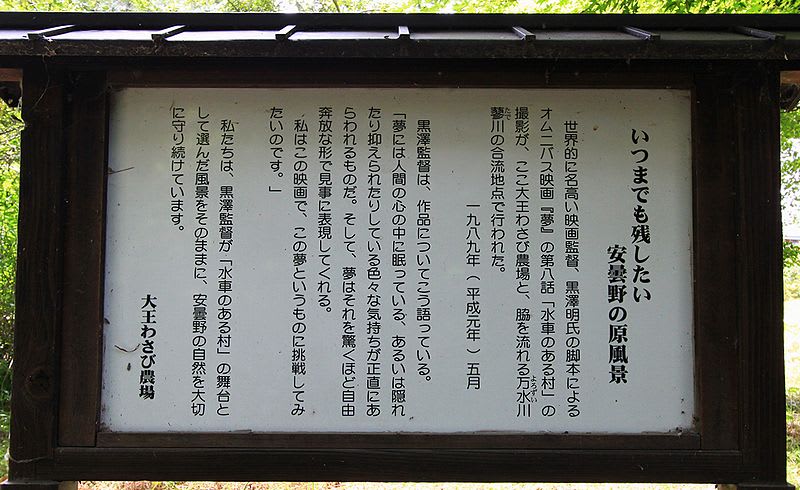 いつまでも残したい
安曇野の原風景
世界的に名高い映画監督、黒澤明氏の脚本による
オムニバス映画『夢』の第八話「水車のある村」の
撮影が、ここ大王わさび農場と、脇を流れる万水川
よろずい
蓼川の合流地点で行われた。
たで
一九八九年(平成元年)五月
黒澤監督は、作品についてこう語っている。
「夢には人間の心の中に眠っている、あるいは隠れ
たり抑えられたりしている色々な気持ちが正直にあ
らわれるものだ。そして、夢はそれを驚くほど自由
奔放な形で見事に表現してくれる。
私はこの映画で、この夢というものに挑戦してみ
たいのです。」
私たちは、黒澤監督が「水車のある村」の舞台と
して選んだ風景をそのままに、安曇野の自然を大切
に守り続けています。
大王わさび農場